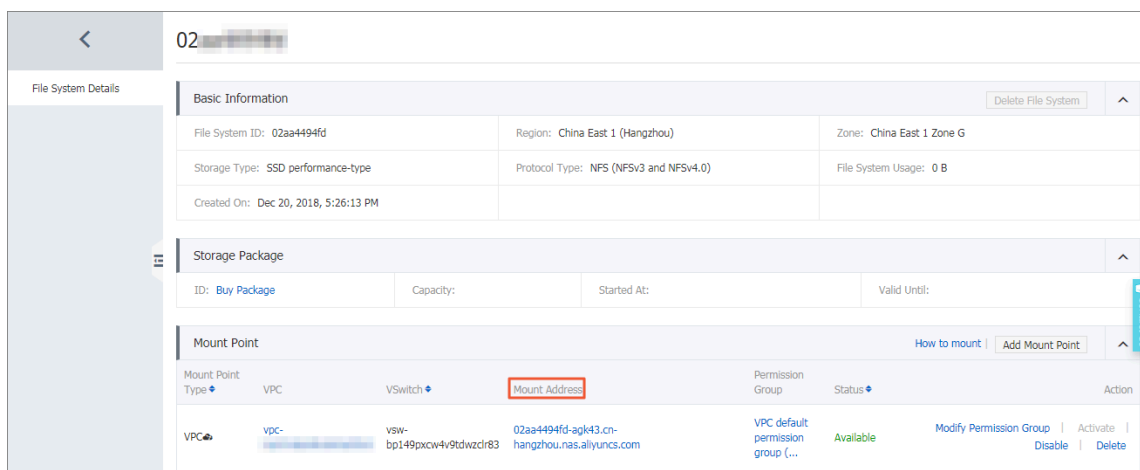 02
File System Details
Basic Information
Delete File System
File System ID: 02aa4494fd
Region: China East 1 (Hangzhou)
Zone: China East 1 Zone G
Storage Type: SSD performance-type
Protocol Type: NFS (NFSv3 and NFSv4.0)
File System Usage: 0 B
Created On: Dec 20, 2018, 5:26:13 PM
Storage Package
ID: Buy Package
Capacity:
Started At:
Valid Until:
Mount Point
How to mount
Add Mount Point
Mount Point
Type
VPC
VSwitch
Mount Address
Permission
Group
Status
Action
VPC
vpc-
vsw-
bp149pxcw4v9tdwzclr83
02aa4494fd-agk43.cn-
hangzhou.nas.aliyuncs.com
VPC default
permission
group (...
Available
Modify Permission Group | Activate |
Disable | Delete